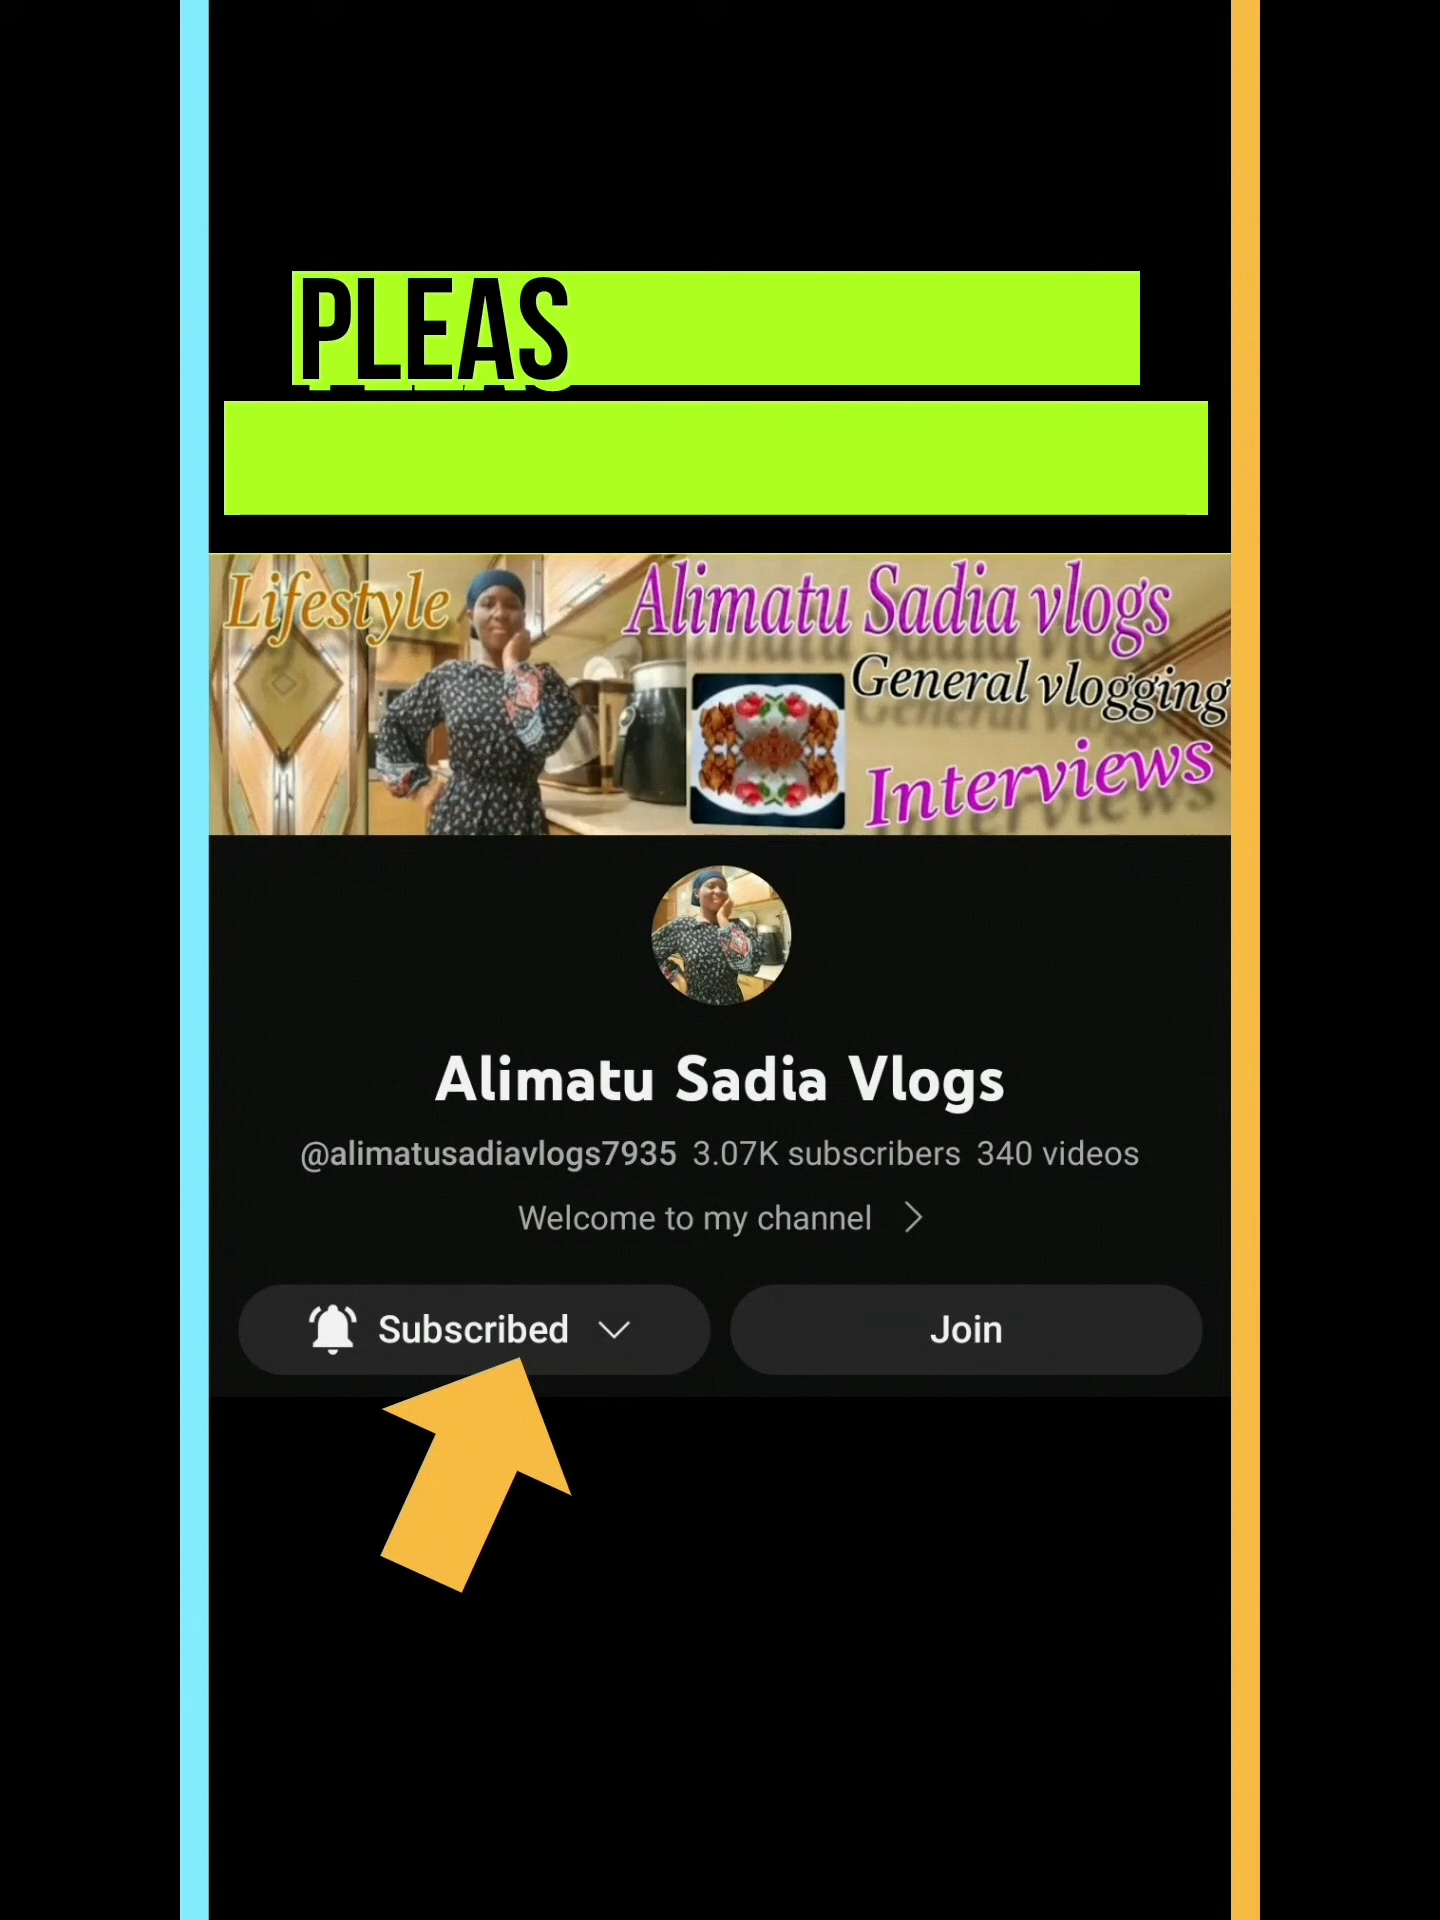 PLEAS
Lifestyle
Alimatu Sadia vlogs
General vlogging
Interviews
Alimatu Sadia Vlogs
@alimatusadiavlogs7935 3.07K subscribers 340 videos
Welcome to my channel
Subscribed
Join